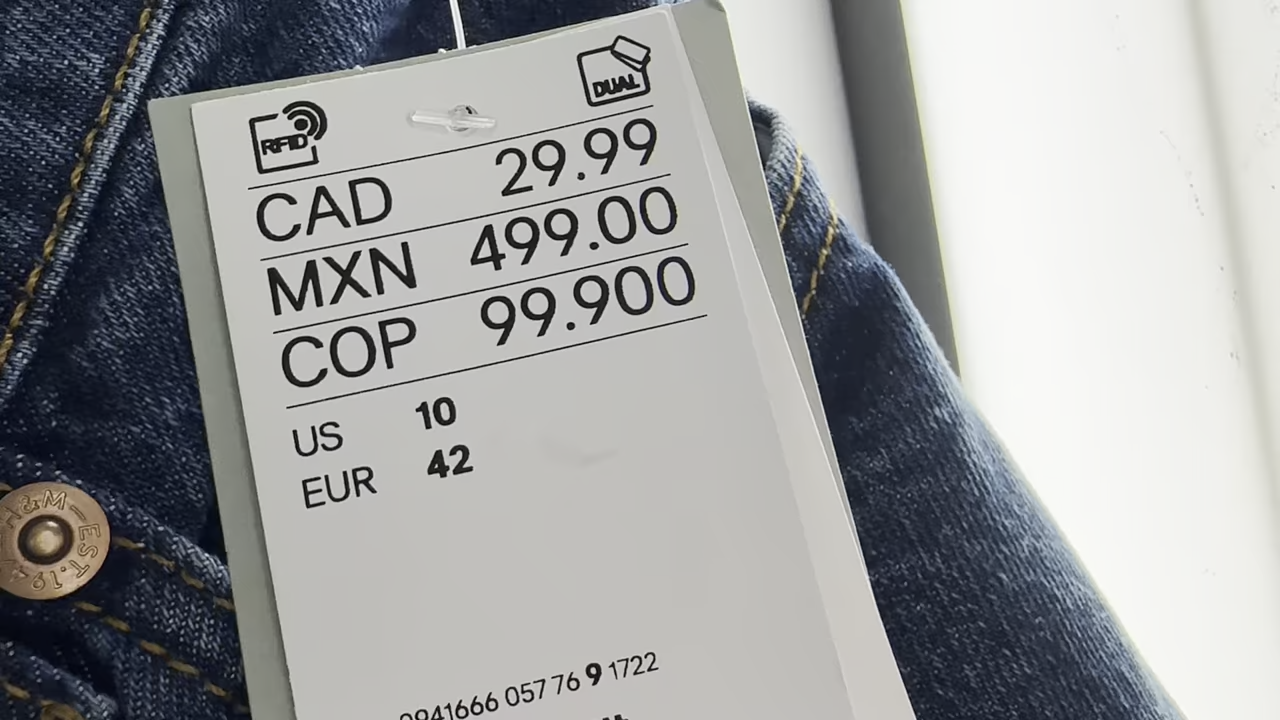 RFID
DUAL
CAD 29.99
MXN 499.00
COP 99.900
US 10
EUR 42
0941666 057 76 9 1722
H&M—EST.194